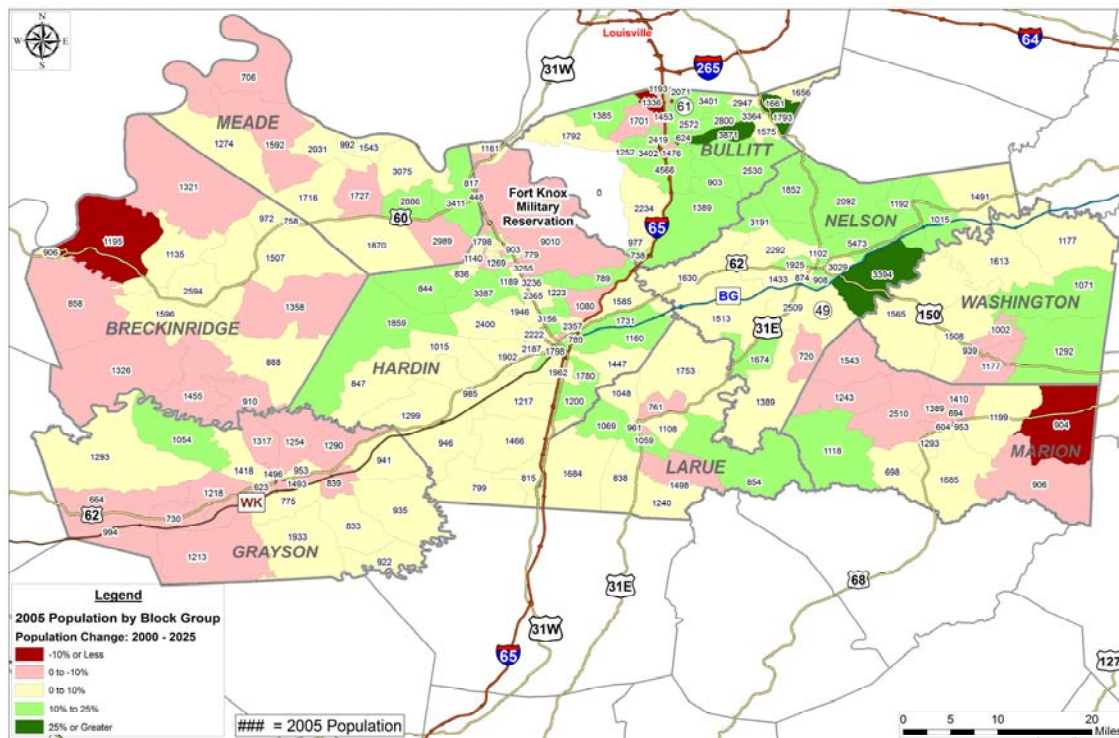 N
W E
S
Louisville
64
31W
265
706
1193 2071
1656
1336 61 3401 2947 1661
MEADE
1385 1453 3364 1793
1701 2572 2800
1274 1592 992 1543
1792 2419 624 3871 1575
2031
1161 1252 3402 1476 BULLITT
3075
4566 2530
1321
817 Fort Knox
Military
Reservation
0
903 1852
1716 1727 3411 448
2092 1192 1491
60
2234 1389 NELSON
972 758
65
3191 1015
1177
906 1195
1870 2989 1798 903 9010
977
738
2292 1102 5473
1613
1135 1507
1140 1269 779
62 1925 3029
836 3255
1630 1433 874 908 3394
1071
844 1189 3236 789
3387 2365 1223
BG
WASHINGTON
2594
858 1358
1080 1585 1513 2509 49 1565 150
1596
1859 1946 3156 2357 1731
31E
1002
BRECKINRIDGE
2400 2222 789 1160
1508
1015 2187 1798
939 1292
888
HARDIN 1902
1447 1674 720 1543 1177
1326
1962 1780 1753
847 985
1048 1389 1243
1410
1455 910
1217 1200
761
2510 1389 694 1199 904
1299
1069 961 1108
604 953
1054
1317 1254 1290
946 1466
1059
1118 1293 MARION
1293
1418 1496 953 941
LARUE
698
1218 623 1493 839
815 1684 838 1498 854 1685 906
664
WK 775
799
62 730
935
1240
994
1933 833
1213 GRAYSON
922
68
31E
31W
65
127
Legend
2005 Population by Block Group
Population Change: 2000 - 2025
-10% or Less
0 to -10%
0 to 10%
10% to 25%
25% or Greater
### = 2005 Population
0 5 10 20
Miles